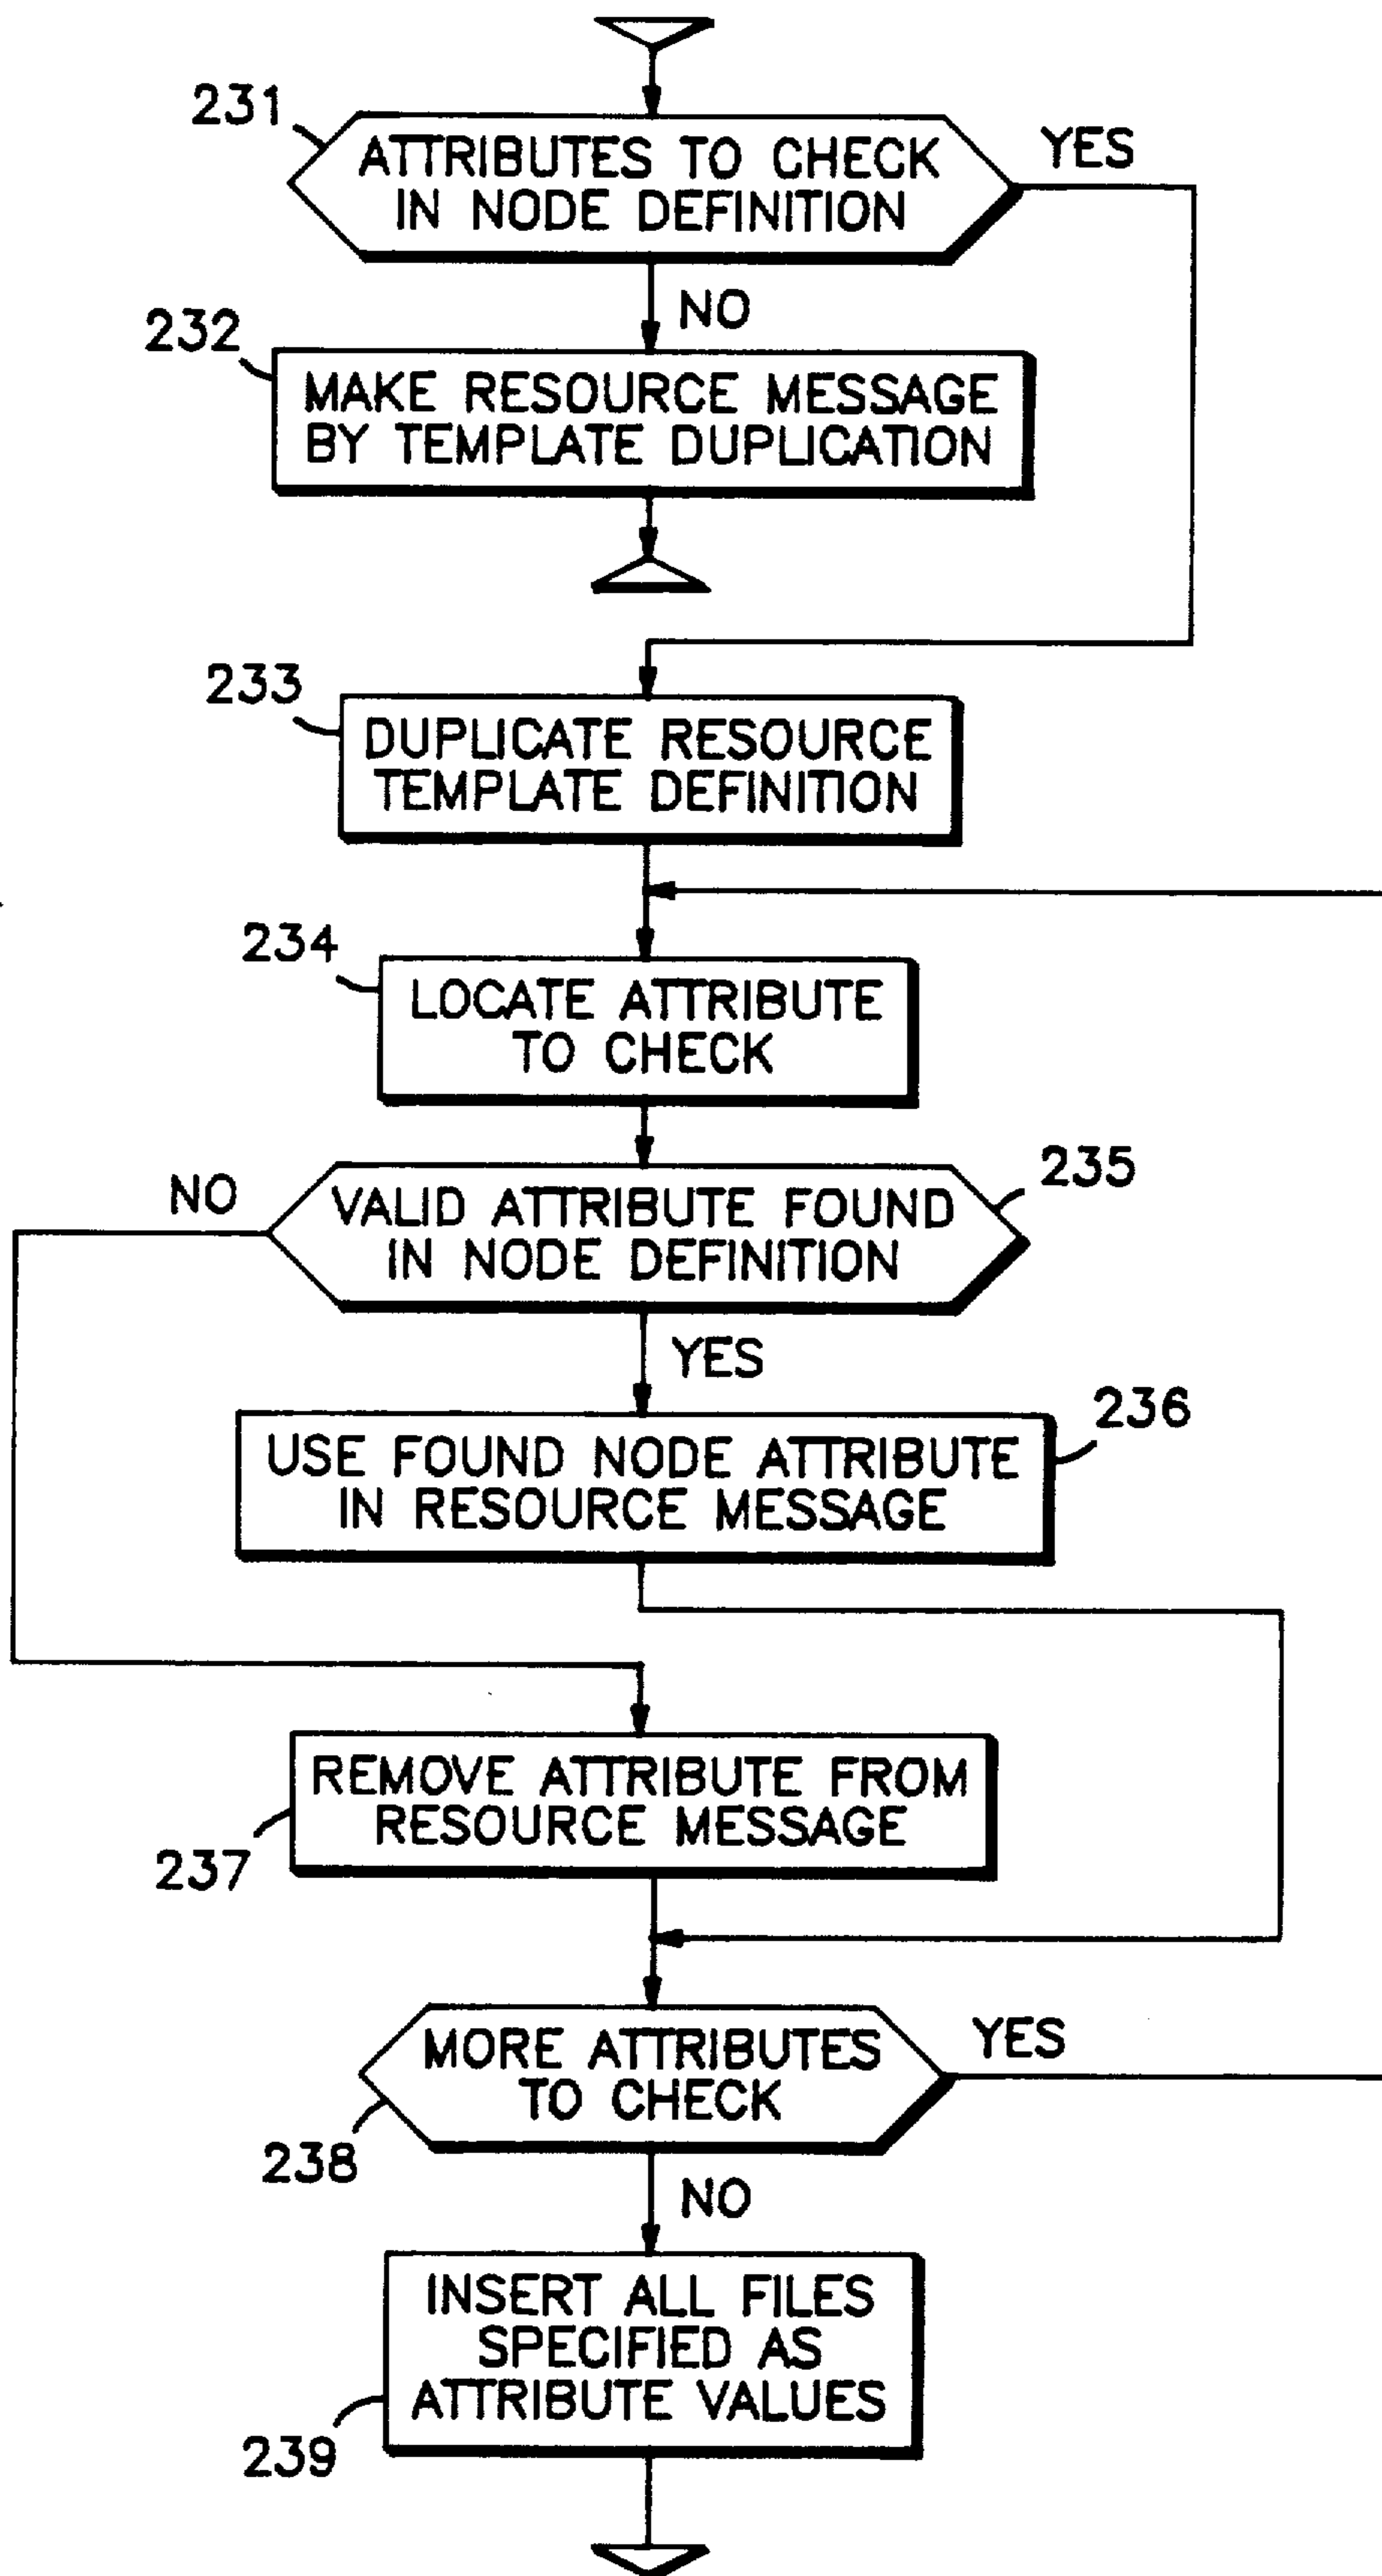 231
ATTRIBUTES TO CHECK
IN NODE DEFINITION
YES
NO
232
MAKE RESOURCE MESSAGE
BY TEMPLATE DUPLICATION
233
DUPLICATE RESOURCE
TEMPLATE DEFINITION
234
LOCATE ATTRIBUTE
TO CHECK
NO
VALID ATTRIBUTE FOUND
IN NODE DEFINITION
235
YES
236
USE FOUND NODE ATTRIBUTE
IN RESOURCE MESSAGE
REMOVE ATTRIBUTE FROM
RESOURCE MESSAGE
237
MORE ATTRIBUTES
TO CHECK
YES
238
NO
INSERT ALL FILES
SPECIFIED AS
ATTRIBUTE VALUES
239